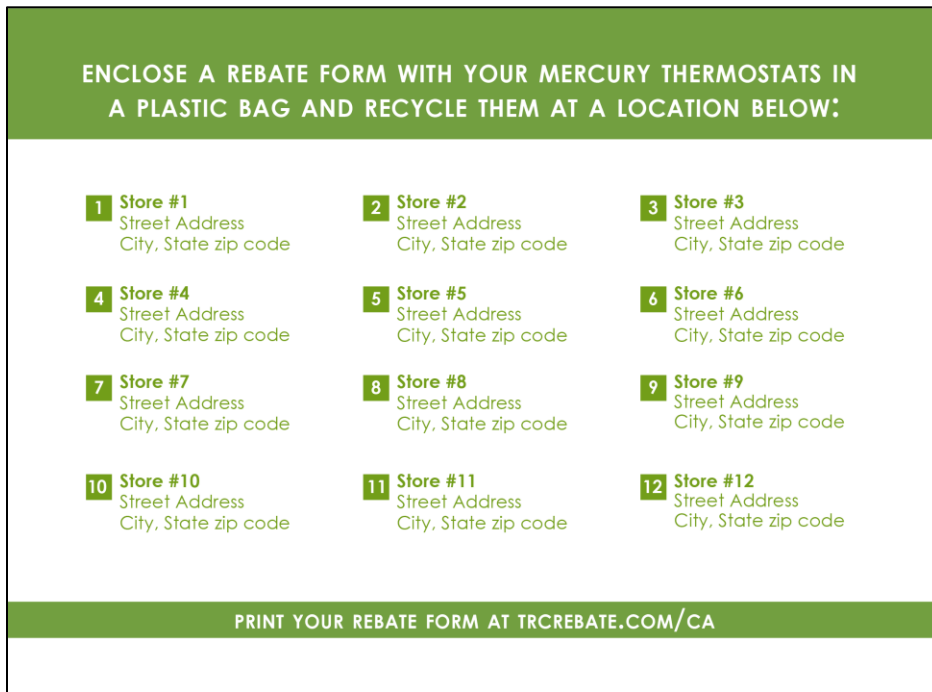 ENCLOSE A REBATE FORM WITH YOUR MERCURY THERMOSTATS IN
A PLASTIC BAG AND RECYCLE THEM AT A LOCATION BELOW:
1 Store #1
Street Address
City, State zip code
2 Store #2
Street Address
City, State zip code
3 Store #3
Street Address
City, State zip code
4 Store #4
Street Address
City, State zip code
5 Store #5
Street Address
City, State zip code
6 Store #6
Street Address
City, State zip code
7 Store #7
Street Address
City, State zip code
8 Store #8
Street Address
City, State zip code
9 Store #9
Street Address
City, State zip code
10 Store #10
Street Address
City, State zip code
11 Store #11
Street Address
City, State zip code
12 Store #12
Street Address
City, State zip code
PRINT YOUR REBATE FORM AT TRCREBATE.COM/CA